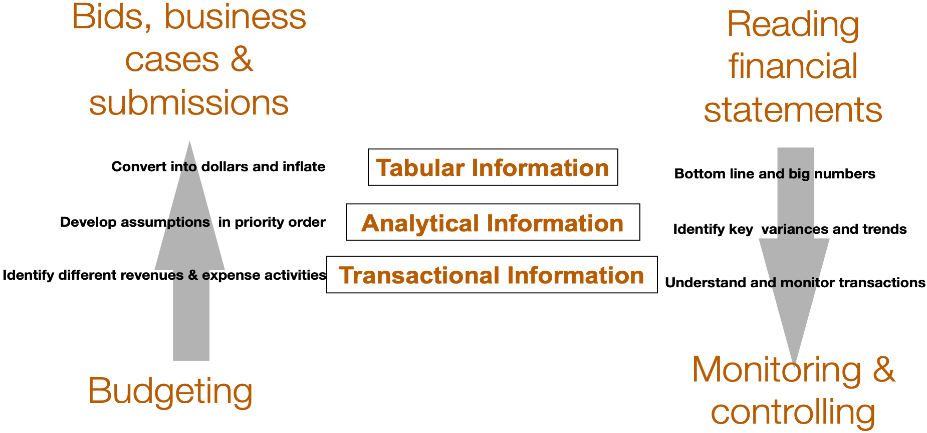 Bids, business
cases &
submissions
Reading
financial
statements
Convert into dollars and inflate
Tabular Information
Bottom line and big numbers
Develop assumptions  in priority order
Analytical Information
Identify key  variances and trends
Identify different revenues & expense activities
Transactional Information
Understand and monitor transactions
Budgeting
Monitoring &
controlling